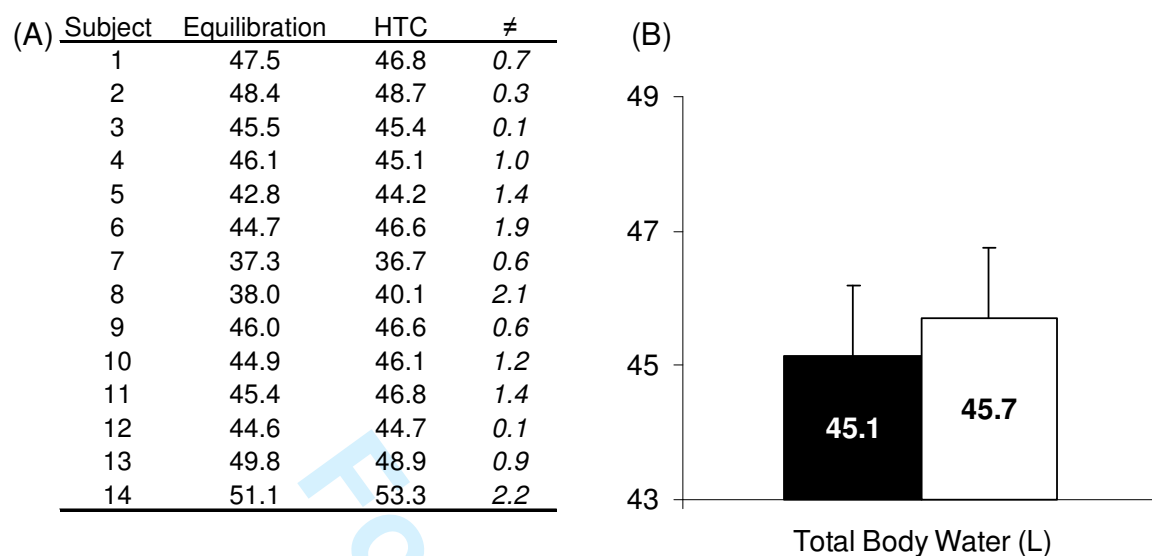 (A) Subject Equilibration HTC ≠
1 47.5 46.8 0.7
2 48.4 48.7 0.3
3 45.5 45.4 0.1
4 46.1 45.1 1.0
5 42.8 44.2 1.4
6 44.7 46.6 1.9
7 37.3 36.7 0.6
8 38.0 40.1 2.1
9 46.0 46.6 0.6
10 44.9 46.1 1.2
11 45.4 46.8 1.4
12 44.6 44.7 0.1
13 49.8 48.9 0.9
14 51.1 53.3 2.2
Fo
(B)
49
47
45
43
45.1
45.7
Total Body Water (L)